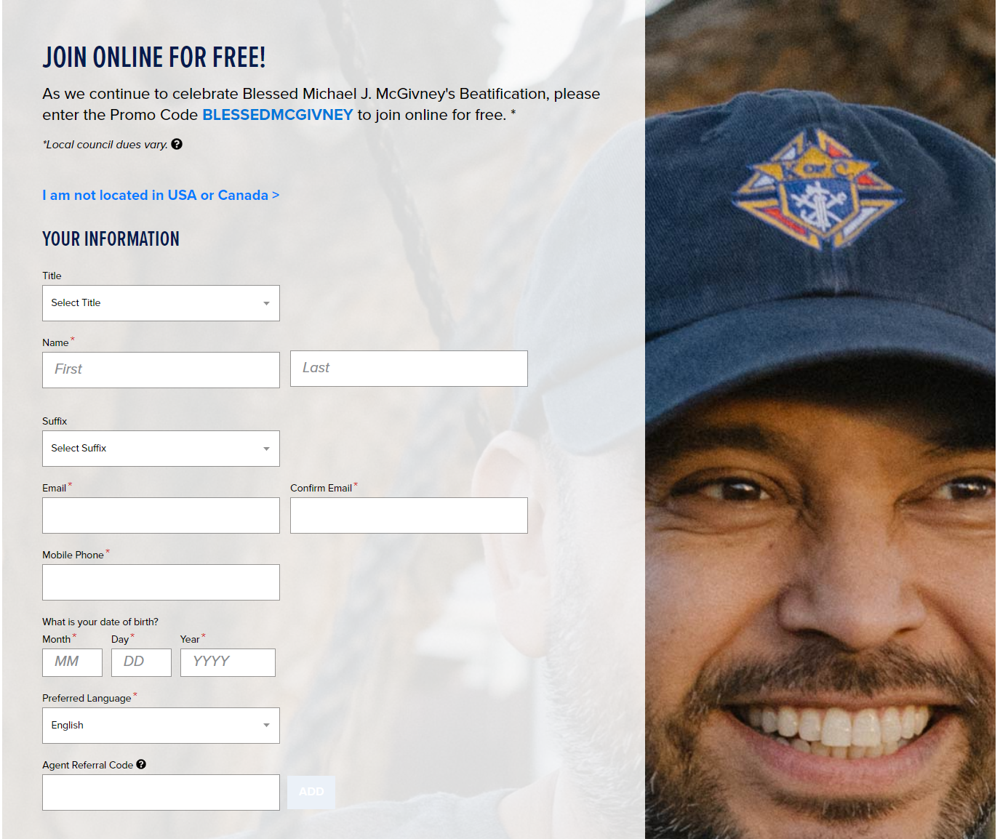 JOIN ONLINE FOR FREE!
As we continue to celebrate Blessed Michael J. McGivney's Beatification, please
enter the Promo Code BLESSEDMCGIVNEY to join online for free. *
*Local council dues vary. ?
I am not located in USA or Canada >
YOUR INFORMATION
Title
Select Title
Name *
First Last
Suffix
Select Suffix
Email * Confirm Email *
Mobile Phone *
What is your date of birth?
Month * Day * Year *
MM DD YYYY
Preferred Language *
English
Agent Referral Code ?
ADD
K OF C